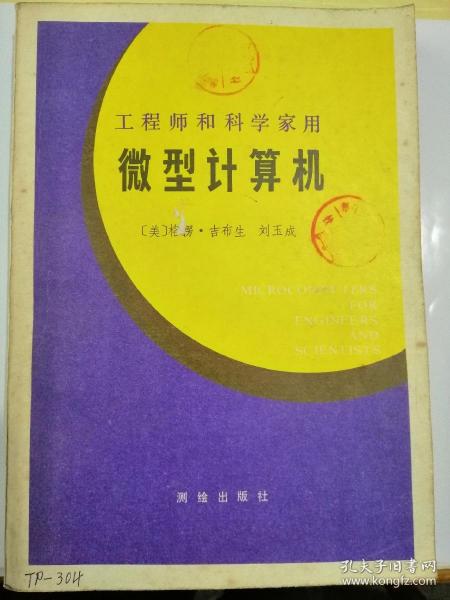 工程师和科学家用
微型计算机
〔美〕格愣·吉布生 刘玉成
MICROCOMPUTERS
FOR
ENGINEERS
AND
SCIENTISTS
测绘出版社
TP-304
孔夫子旧书网
www.kongfz.com